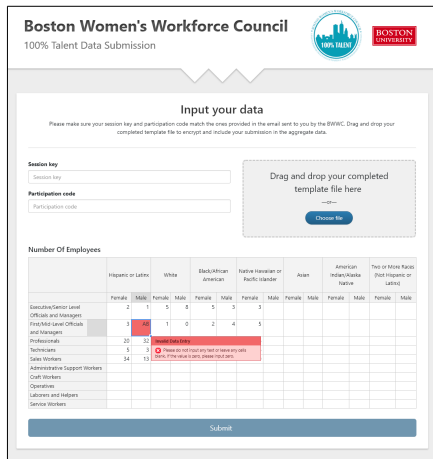 Boston Women's Workforce Council
100% Talent Data Submission
100% TALENT
BOSTON
UNIVERSITY
Input your data
Please make sure your session key and participation code match the ones provided in the email sent to you by the BWWC. Drag and drop your
completed template file to encrypt and include your submission in the aggregate data.
Session key
Session key
Participation code
Participation code
Drag and drop your completed
template file here
—or—
Choose file
Number Of Employees
Hispanic or Latinx White Black/African American Native Hawaiian or Pacific Islander Asian American Indian/Alaska Native Two or More Races (Not Hispanic or Latinx)
Female Male Female Male Female Male Female Male Female Male Female Male Female Male
Executive/Senior Level Officials and Managers 2 1 5 8 5 3 3
First/Mid-Level Officials and Managers 3 1 0 2 4 5
Professionals 20 32 Invalid Data Entry
Technicians 5 3 Please do not input any text or leave any cells
Sales Workers 34 13 blank. If the value is zero, please input zero.
Administrative Support Workers
Craft Workers
Operatives
Laborers and Helpers
Service Workers
Submit